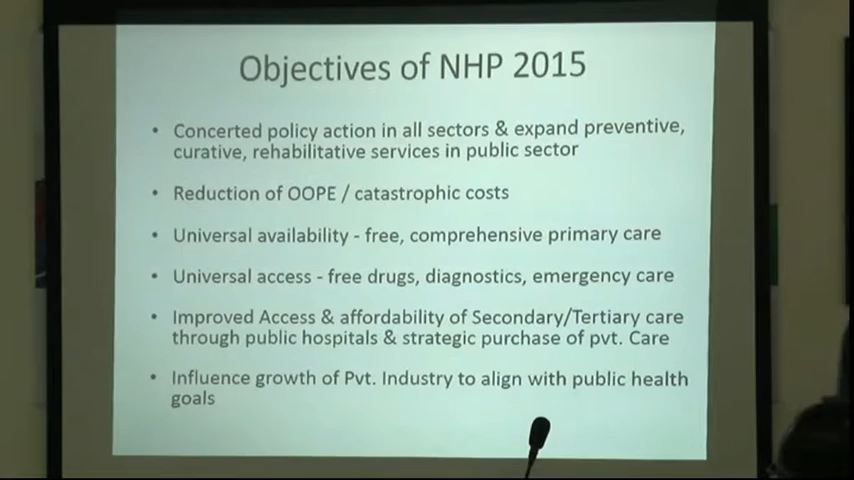 Objectives of NHP 2015
• Concerted policy action in all sectors & expand preventive,
curative, rehabilitative services in public sector
• Reduction of OOPE / catastrophic costs
• Universal availability - free, comprehensive primary care
• Universal access - free drugs, diagnostics, emergency care
• Improved Access & affordability of Secondary/Tertiary care
through public hospitals & strategic purchase of pvt. Care
• Influence growth of Pvt. Industry to align with public health
goals